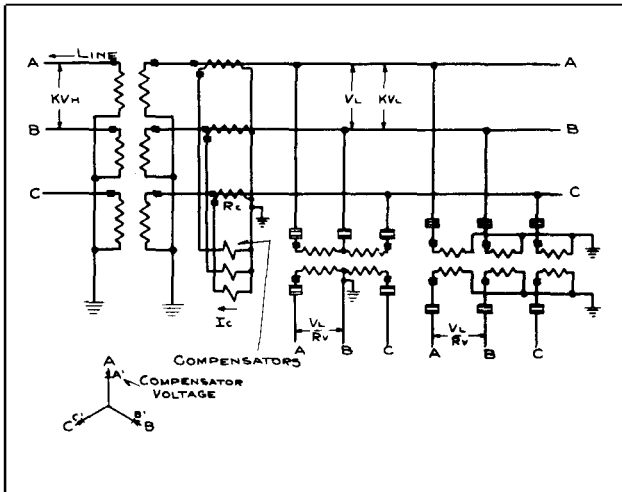 LINE
A
A
KVH
VL
KVL
B
B
C
C
RC
IC
VL
RV
VL
RV
A
B
C
A
B
C
COMPENSATORS
A
A'
COMPENSATOR
VOLTAGE
C'
B'
C
B